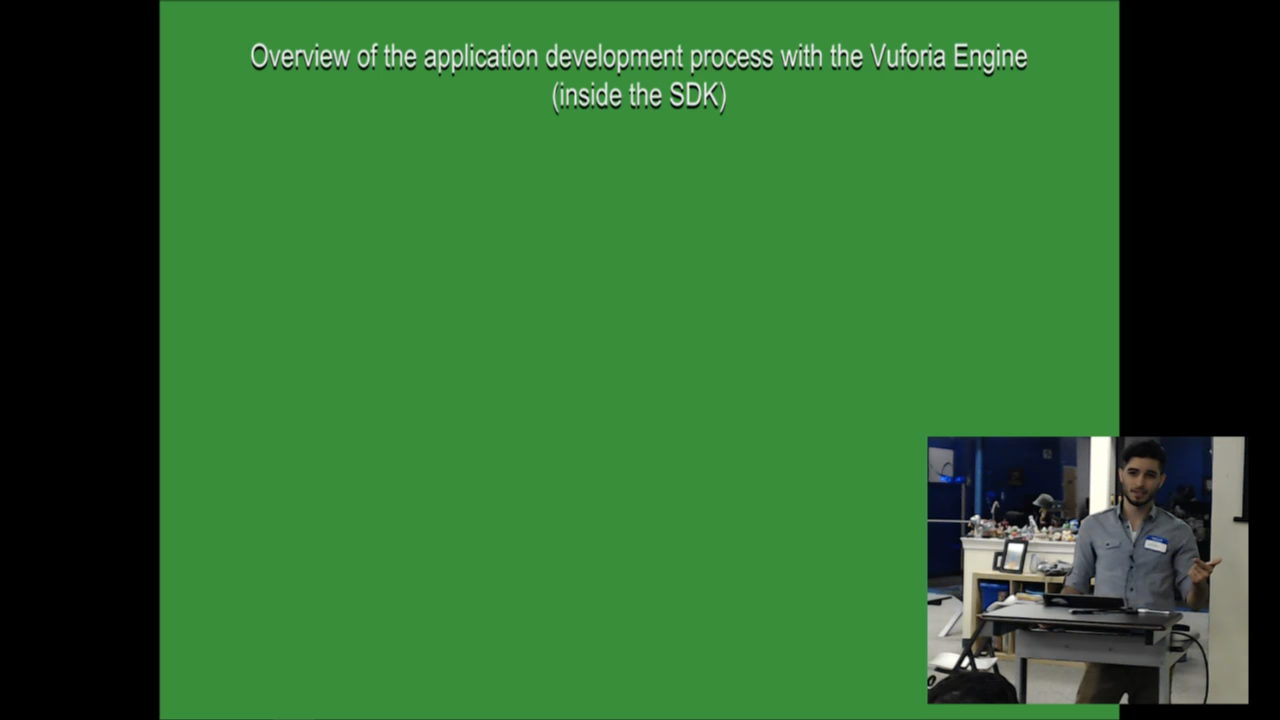 Overview of the application development process with the Vuforia Engine
(inside the SDK)